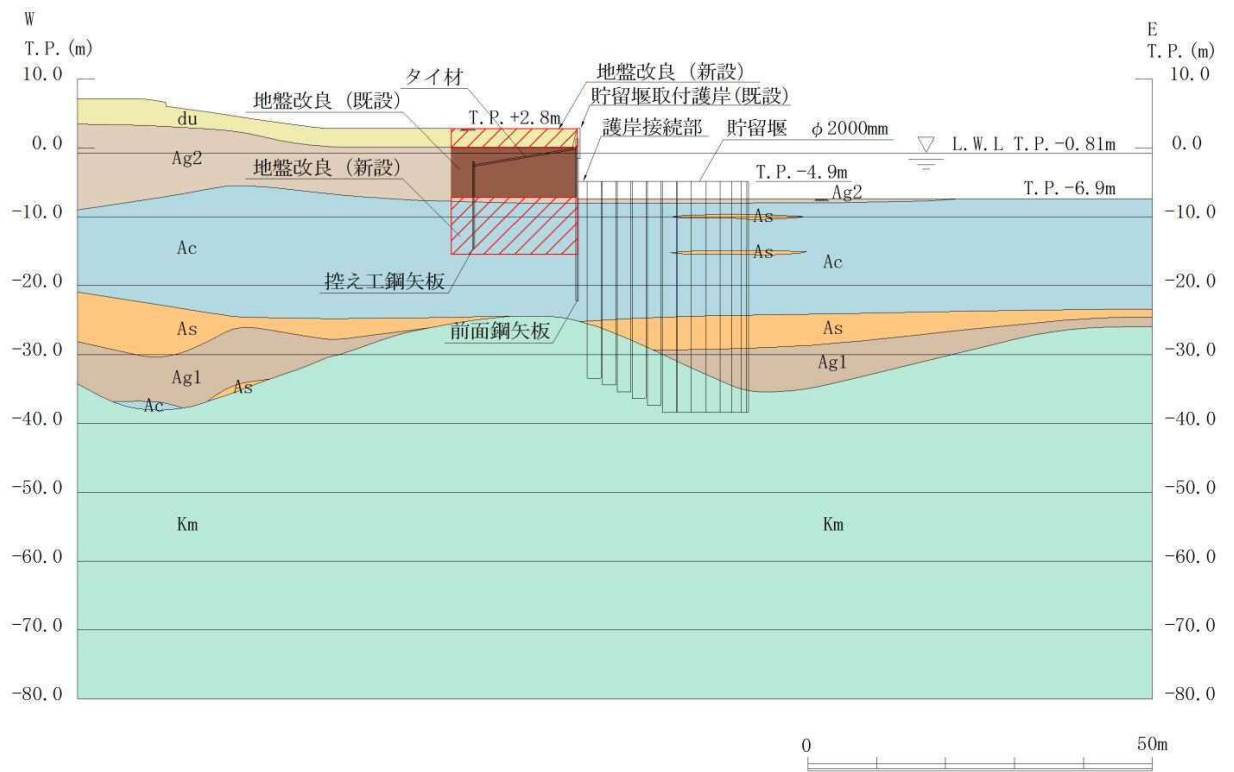 W
T.P.(m)
E
T.P.(m)
10.0
0.0
-10.0
-20.0
-30.0
-40.0
-50.0
-60.0
-70.0
-80.0
タイ材
地盤改良（新設）
地盤改良（既設）
貯留堰取付護岸(既設)
T.P.+2.8m
護岸接続部
貯留堰 φ2000mm
L.W.L T.P.-0.81m
T.P.-4.9m
T.P.-6.9m
地盤改良（新設）
控え工鋼矢板
前面鋼矢板
du
Ag2
Ac
As
Ag1
As
Ac
Km
Ag2
As
As
Ac
As
Ag1
Km
10.0
0.0
-10.0
-20.0
-30.0
-40.0
-50.0
-60.0
-70.0
-80.0
0
50m